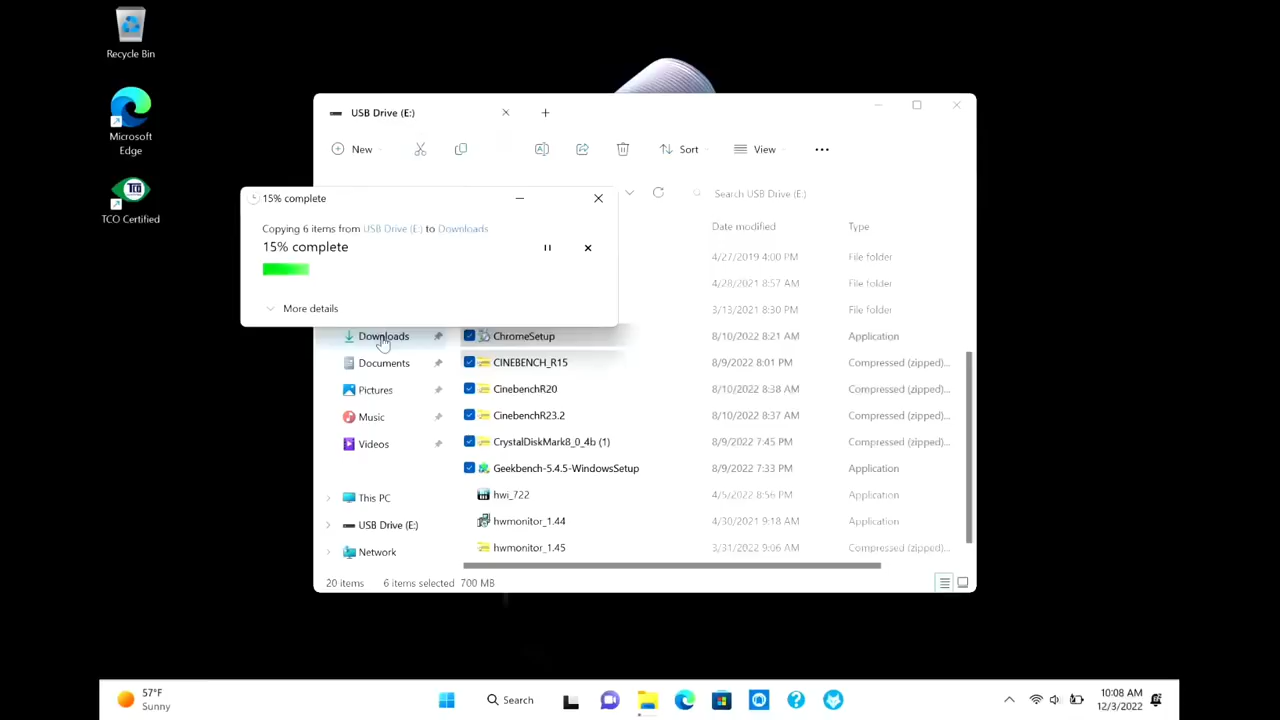 Recycle Bin
Microsoft
Edge
TCO
TCO Certified
USB Drive (E:)
New
Sort
View
Search USB Drive (E:)
15% complete
Copying 6 items from USB Drive (E:) to Downloads
15% complete
More details
Date modified Type
4/27/2019 4:00 PM File folder
4/28/2021 8:57 AM File folder
3/13/2021 8:30 PM File folder
Downloads
Documents
Pictures
Music
Videos
This PC
USB Drive (E:)
Network
ChromeSetup 8/10/2022 8:21 AM Application
CINEBENCH_R15 8/9/2022 8:01 PM Compressed (zipped)...
CinebenchR20 8/10/2022 8:38 AM Compressed (zipped)...
CinebenchR23.2 8/10/2022 8:37 AM Compressed (zipped)...
CrystalDiskMark8_0_4b (1) 8/9/2022 7:45 PM Compressed (zipped)...
Geekbench-5.4.5-WindowsSetup 8/9/2022 7:33 PM Application
hwi_722 4/5/2022 8:56 PM Application
hwmonitor_1.44 4/30/2021 9:18 AM Application
hwmonitor_1.45 3/31/2022 9:06 AM Compressed (zipped)...
20 items 6 items selected 700 MB
57°F
Sunny
Search
10:08 AM
12/3/2022